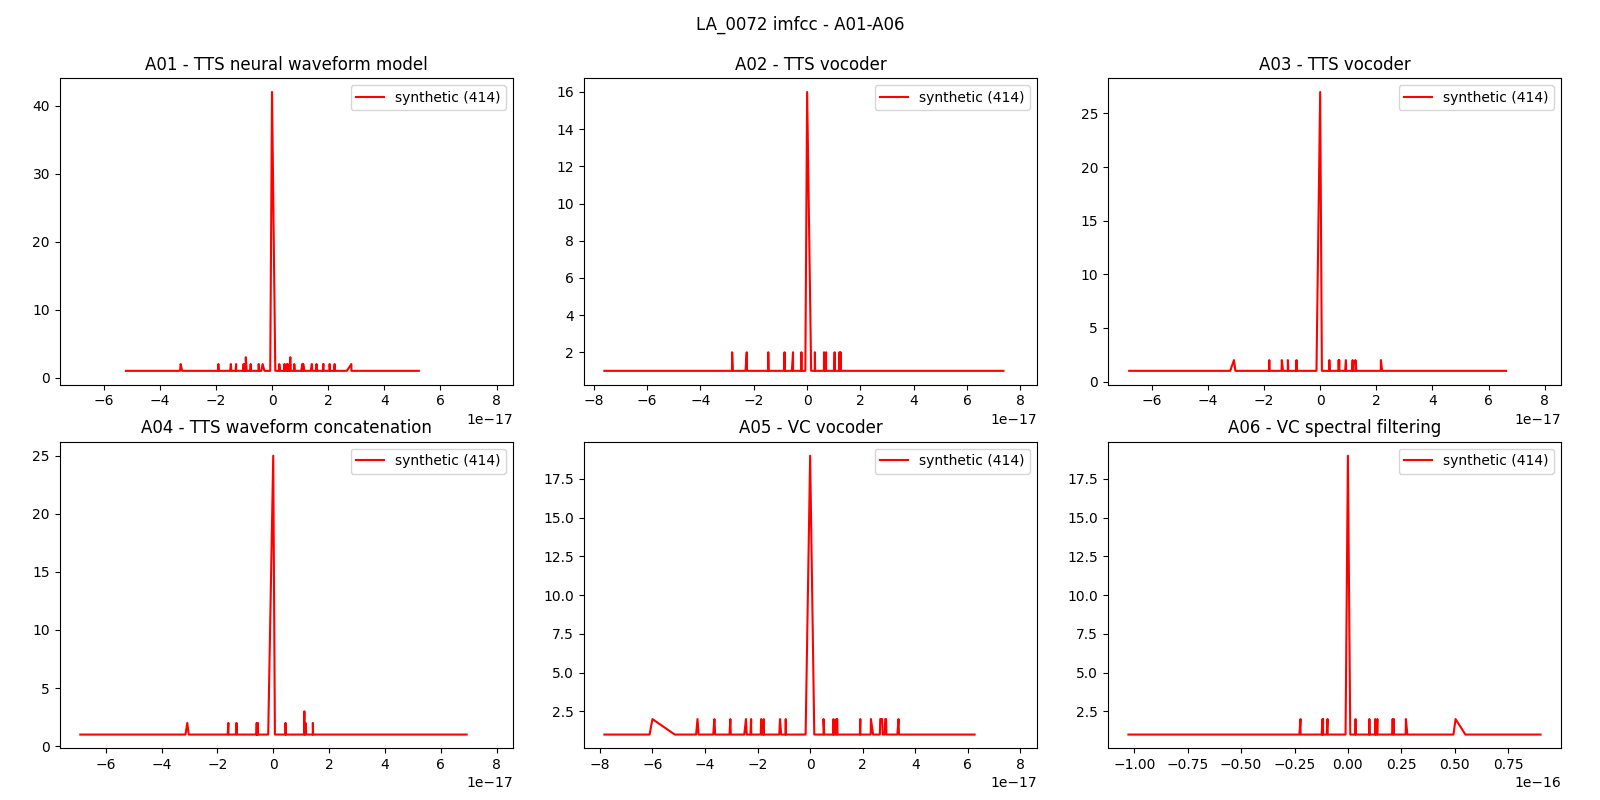 LA_0072 imfcc - A01-A06
A01 - TTS neural waveform model
synthetic (414)
40
30
20
10
0
−6 −4 −2 0 2 4 6 8
1e−17
A02 - TTS vocoder
synthetic (414)
16
14
12
10
8
6
4
2
−8 −6 −4 −2 0 2 4 6 8
1e−17
A03 - TTS vocoder
synthetic (414)
25
20
15
10
5
0
−6 −4 −2 0 2 4 6 8
1e−17
A04 - TTS waveform concatenation
synthetic (414)
25
20
15
10
5
0
−6 −4 −2 0 2 4 6 8
1e−17
A05 - VC vocoder
synthetic (414)
17.5
15.0
12.5
10.0
7.5
5.0
2.5
−8 −6 −4 −2 0 2 4 6 8
1e−17
A06 - VC spectral filtering
synthetic (414)
17.5
15.0
12.5
10.0
7.5
5.0
2.5
−1.00 −0.75 −0.50 −0.25 0.00 0.25 0.50 0.75
1e−16